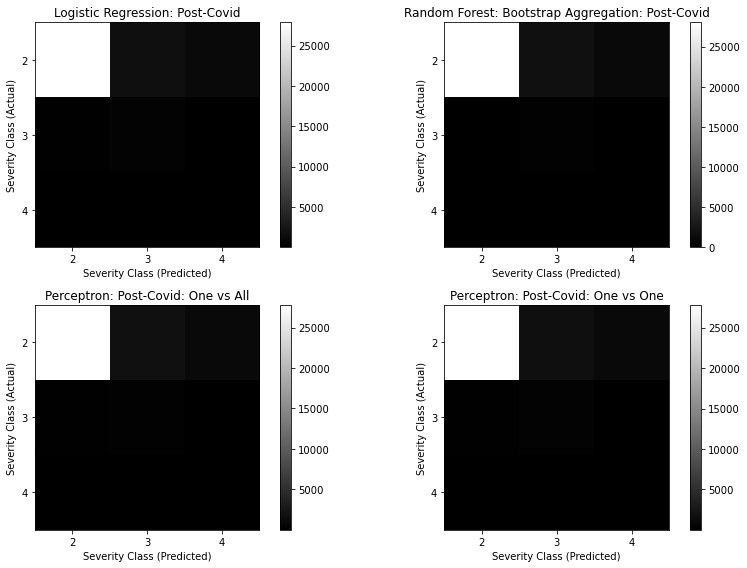 Logistic Regression: Post-Covid
25000
20000
15000
10000
5000
2
3
4
Severity Class (Actual)
2 3 4
Severity Class (Predicted)
Random Forest: Bootstrap Aggregation: Post-Covid
25000
20000
15000
10000
5000
0
2
3
4
Severity Class (Actual)
2 3 4
Severity Class (Predicted)
Perceptron: Post-Covid: One vs All
25000
20000
15000
10000
5000
2
3
4
Severity Class (Actual)
2 3 4
Severity Class (Predicted)
Perceptron: Post-Covid: One vs One
25000
20000
15000
10000
5000
2
3
4
Severity Class (Actual)
2 3 4
Severity Class (Predicted)